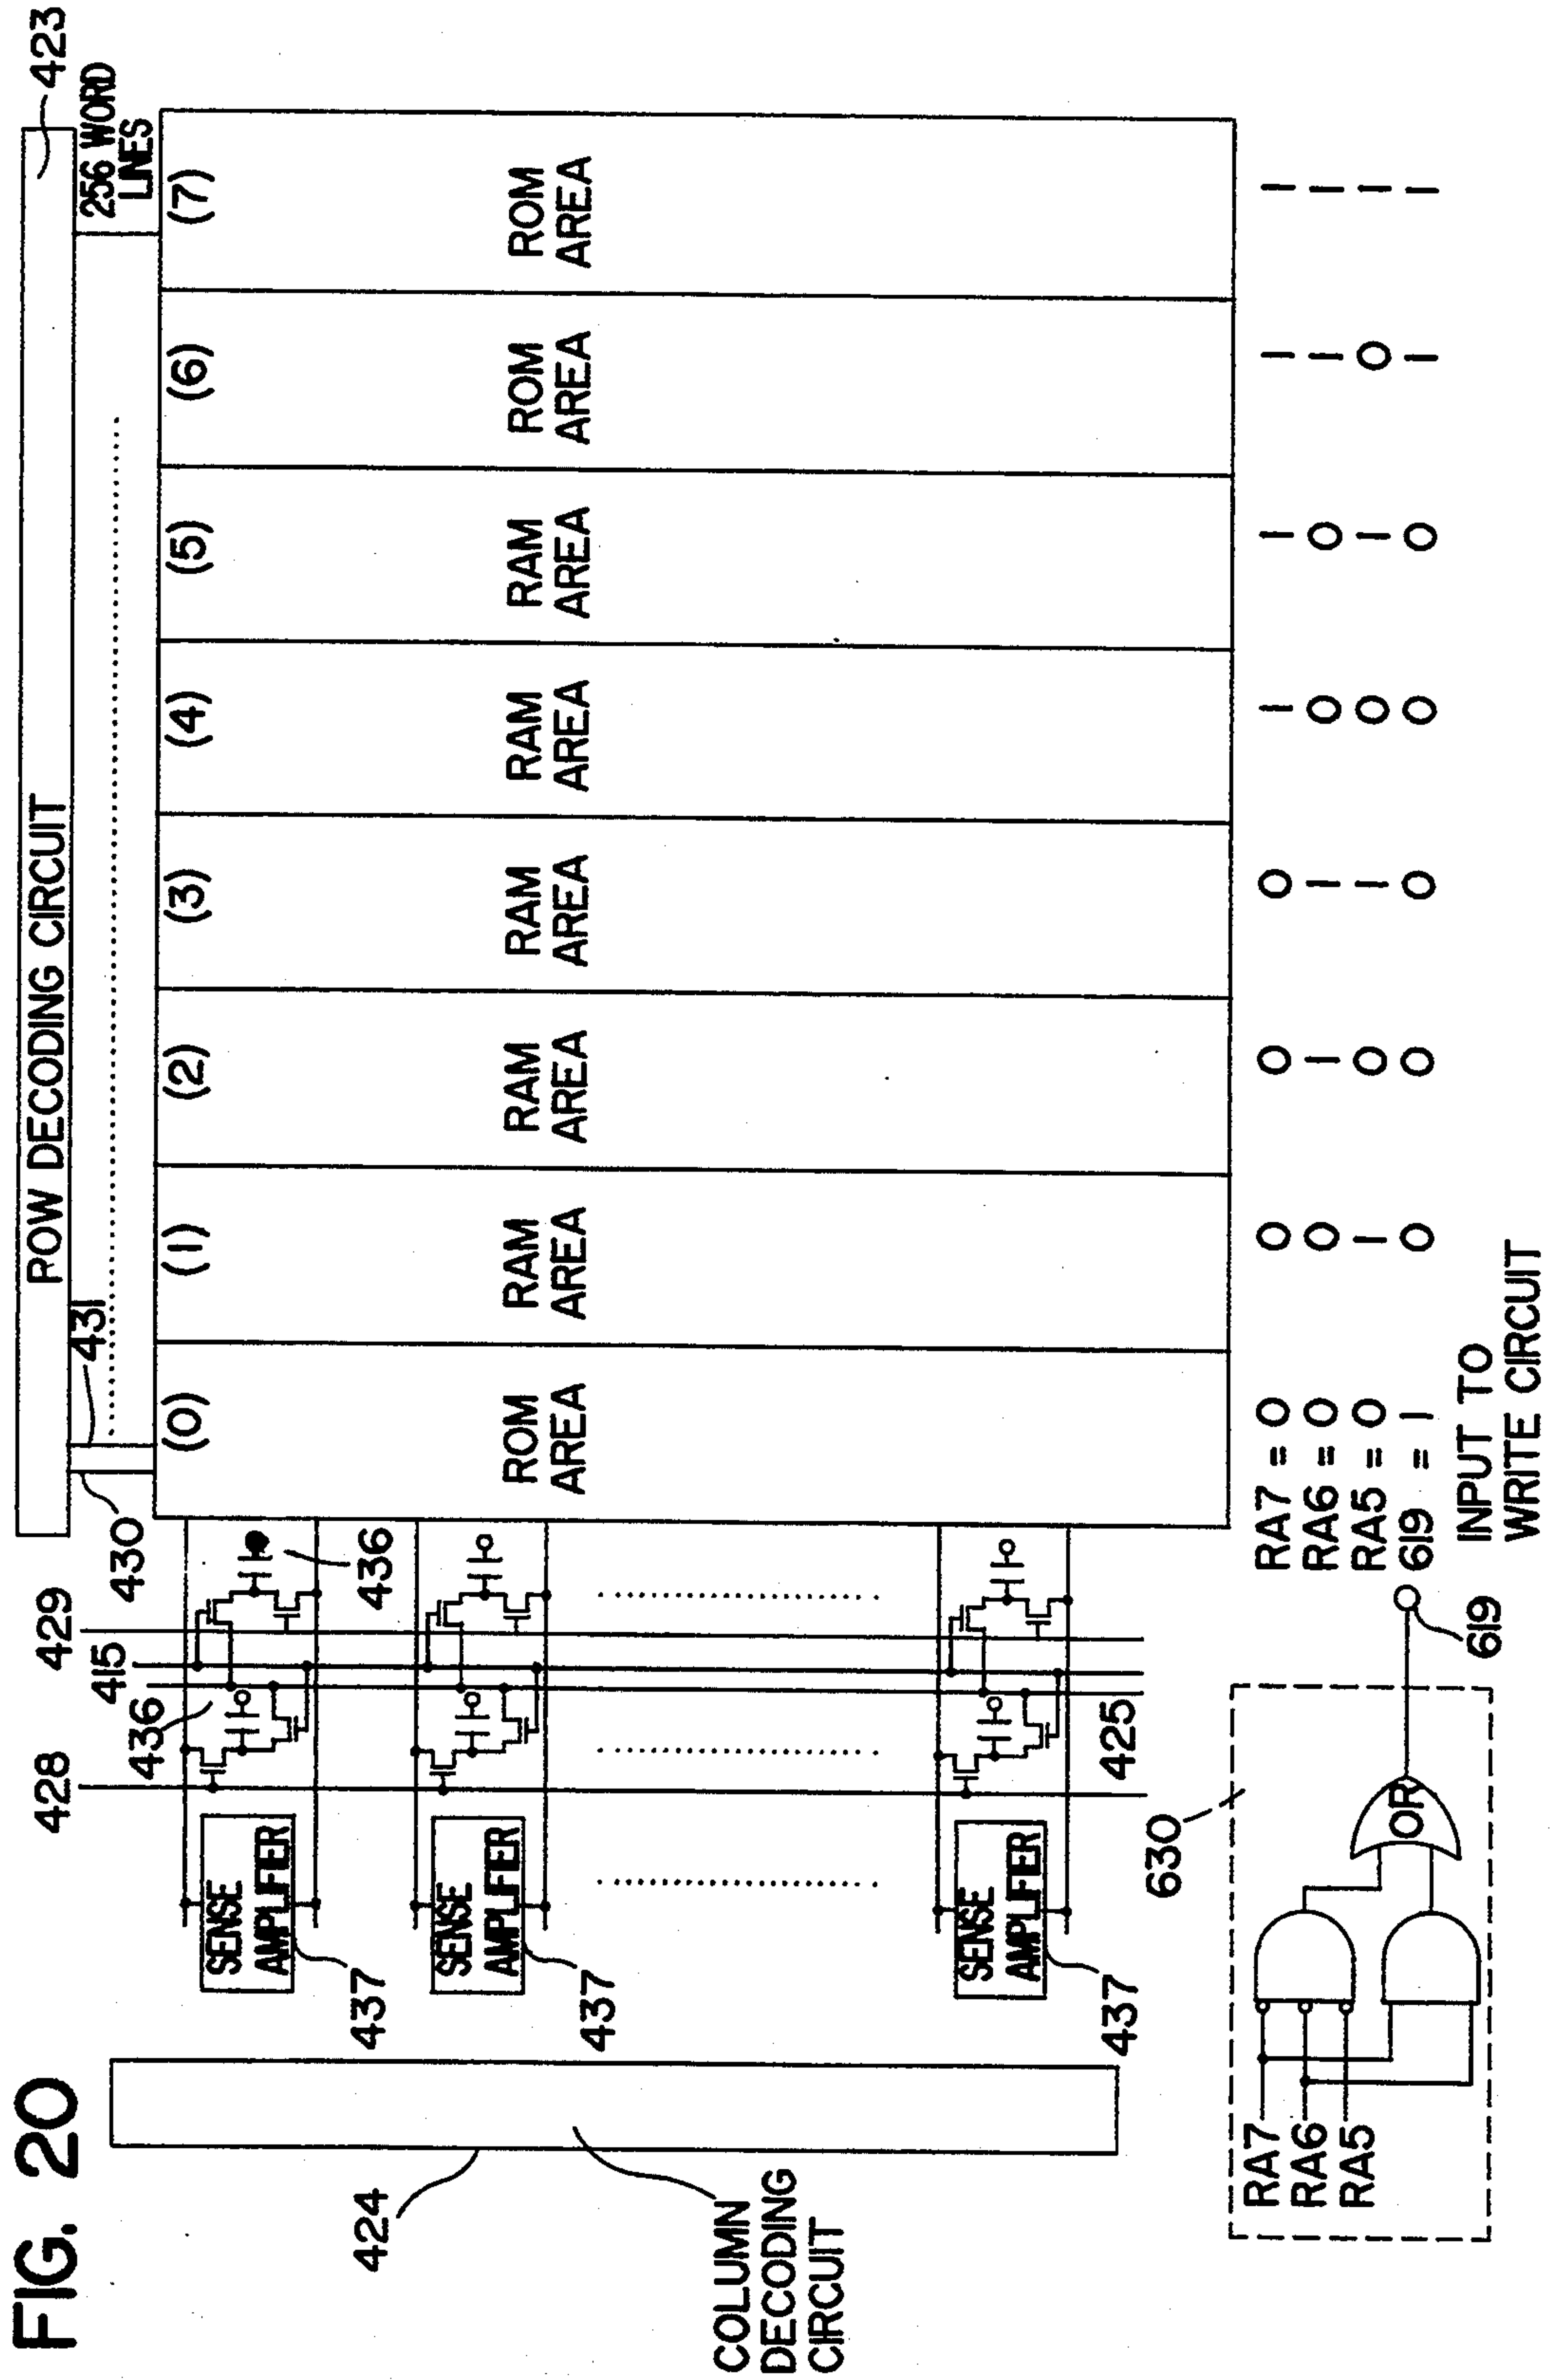 FIG. 20
ROW DECODING CIRCUIT
423
256 WORD
LINES
431
430
429
415
436
428
436
(0)
(1)
(2)
(3)
(4)
(5)
(6)
(7)
ROM
AREA
RAM
AREA
RAM
AREA
RAM
AREA
RAM
AREA
RAM
AREA
ROM
AREA
ROM
AREA
SENSE
AMPLIFIER
437
SENSE
AMPLIFIER
437
SENSE
AMPLIFIER
437
425
424
COLUMN
DECODING
CIRCUIT
630
RA7
RA6
RA5
OR
619
RA7 = 0 0 0 0 1 1 1 1
RA6 = 0 0 1 1 0 0 1 1
RA5 = 0 1 0 1 0 1 0 1
619 = 1 0 0 0 0 0 1 1
INPUT TO
WRITE CIRCUIT